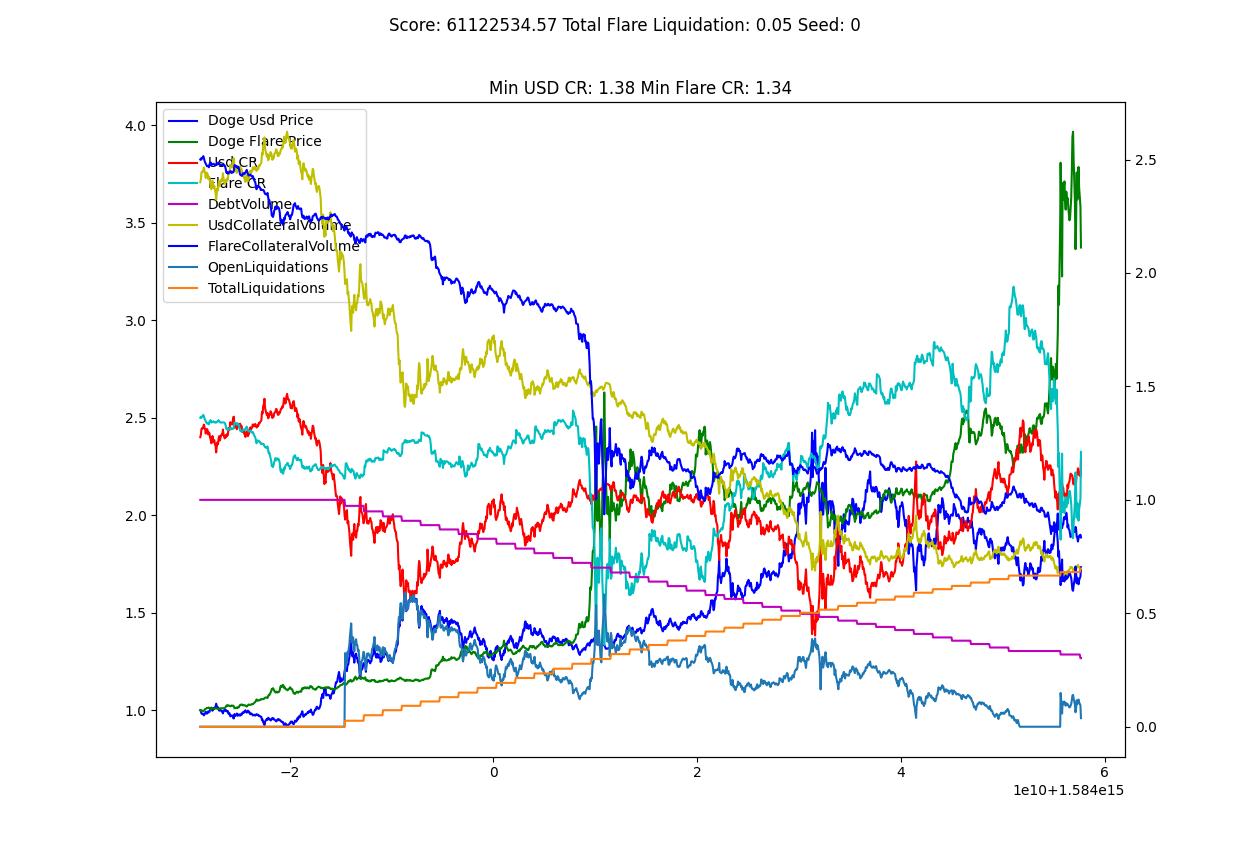 Score: 61122534.57 Total Flare Liquidation: 0.05 Seed: 0
Min USD CR: 1.38 Min Flare CR: 1.34
Doge Usd Price
Doge Flare Price
Usd CR
Flare CR
DebtVolume
UsdCollateralVolume
FlareCollateralVolume
OpenLiquidations
TotalLiquidations
4.0
3.5
3.0
2.5
2.0
1.5
1.0
2.5
2.0
1.5
1.0
0.5
0.0
−2
0
2
4
6
1e10+1.584e15